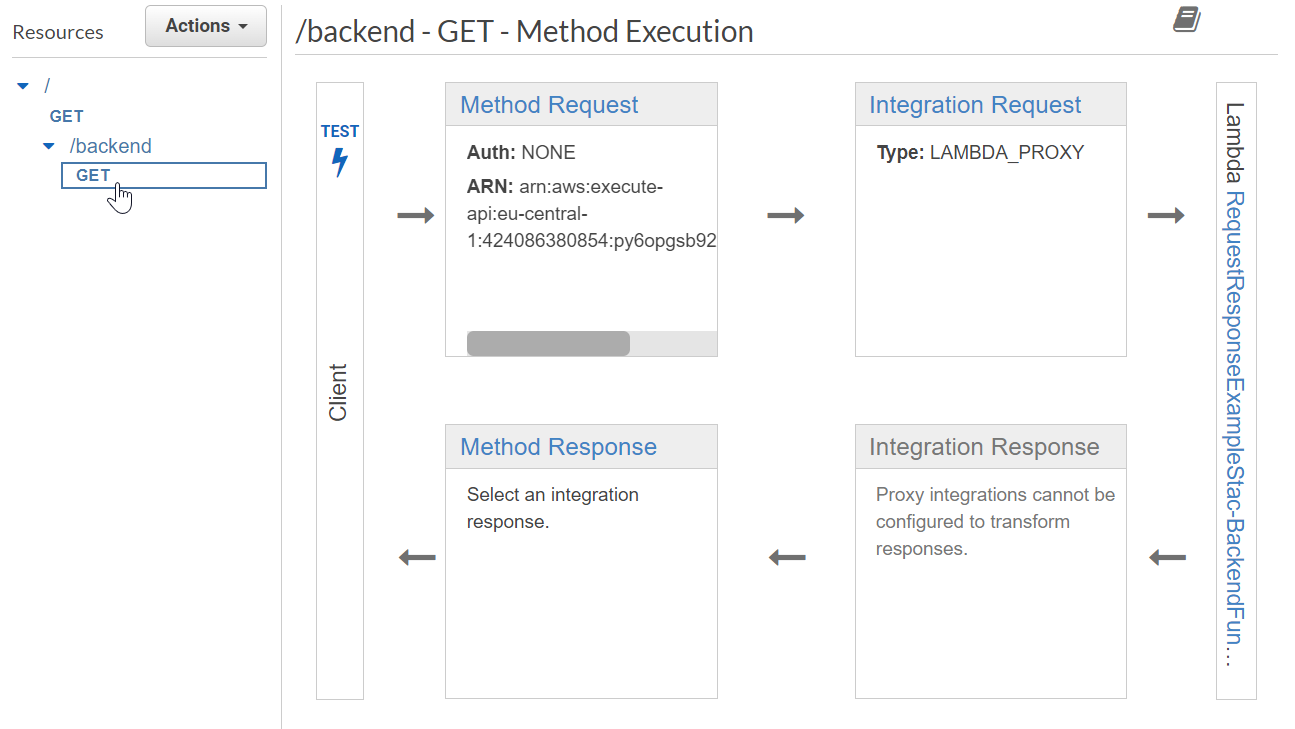 Resources
Actions
/backend - GET - Method Execution
/
GET
/backend
GET
TEST
Client
Method Request
Auth: NONE
ARN: arn:aws:execute-
api:eu-central-
1:424086380854:py6opgsb92
Integration Request
Type: LAMBDA_PROXY
Lambda RequestResponseExampleStac-BackendFun…
Method Response
Select an integration
response.
Integration Response
Proxy integrations cannot be
configured to transform
responses.